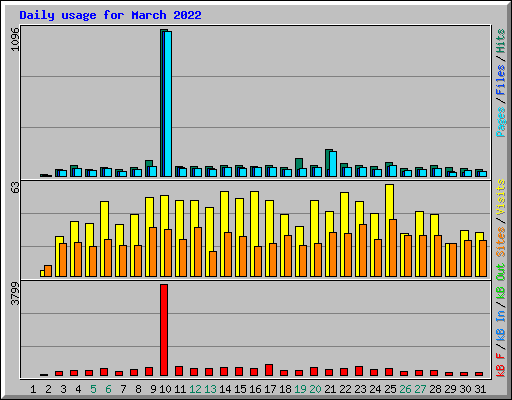 Daily usage for March 2022
1096
63
3799
Pages / Files / Hits
Sites / Visits
kB F / kB In / kB Out
1 2 3 4 5 6 7 8 9 10 11 12 13 14 15 16 17 18 19 20 21 22 23 24 25 26 27 28 29 30 31